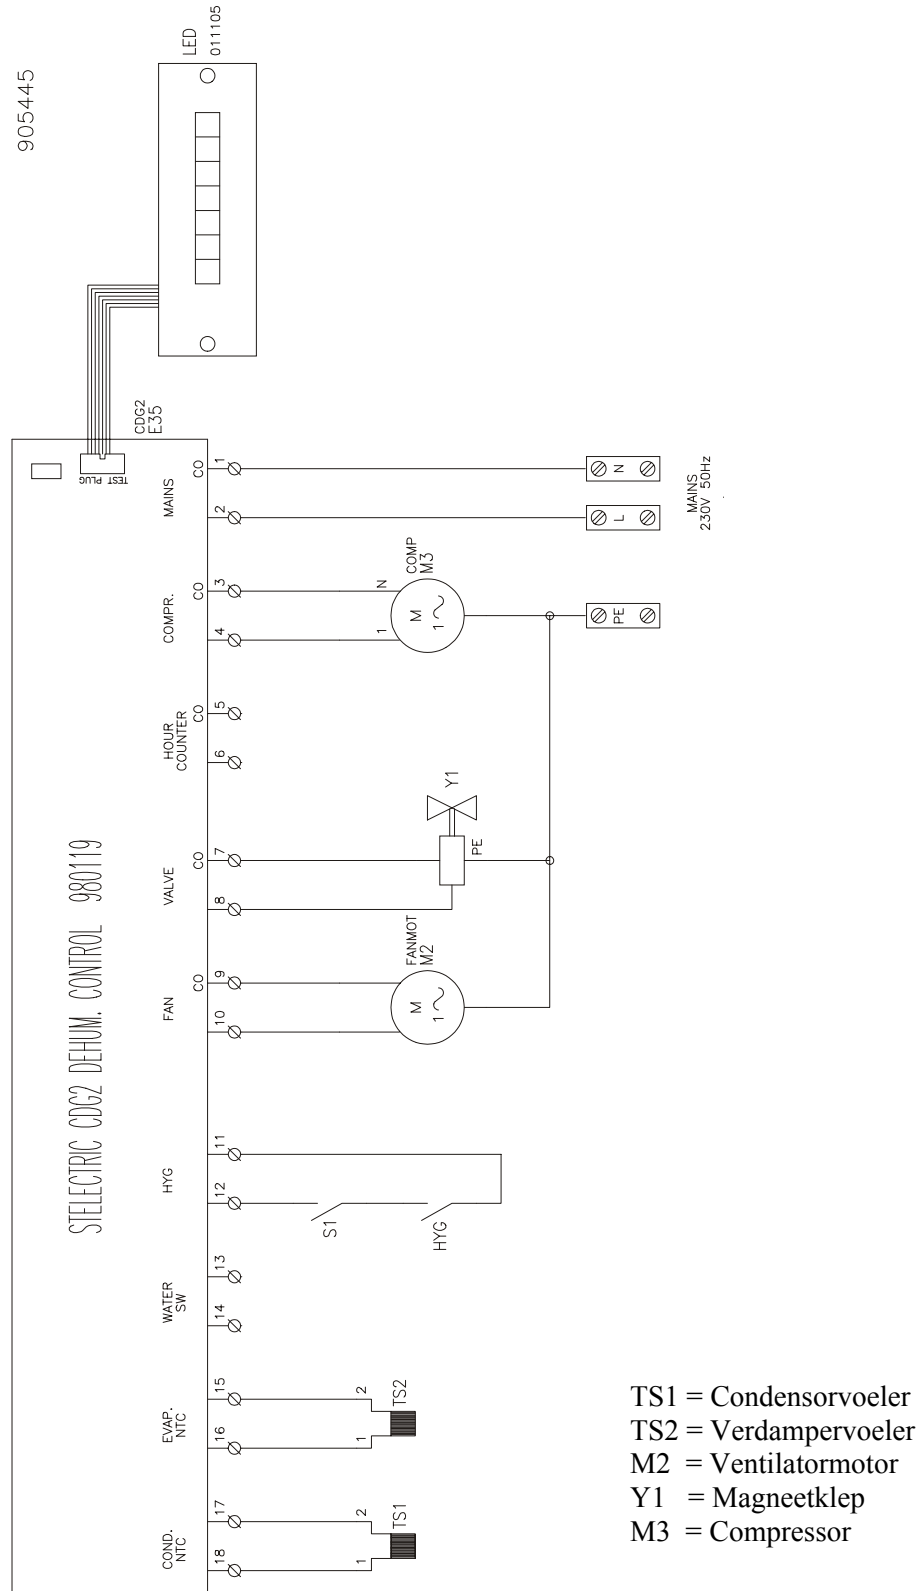 905445
LED
011105
CDG2
E35
TEST PLUG
MAINS
CO
1
2
N
L
MAINS
230V 50Hz
COMPR.
CO
3
4
N
1
COMP
M3
M
1
PE
HOUR
COUNTER
CO
5
6
VALVE
CO
7
8
Y1
PE
STELECTRIC CDG2 DEHUM. CONTROL 980119
FAN
CO
9
10
FANMOT
M2
M
1
HYG
11
12
S1
HYG
WATER
SW
13
14
EVAP.
NTC
15
16
2
1
TS2
COND.
NTC
17
18
2
1
TS1
TS1 = Condensorvoeler
TS2 = Verdampervoeler
M2 = Ventilatormotor
Y1 = Magneetklep
M3 = Compressor